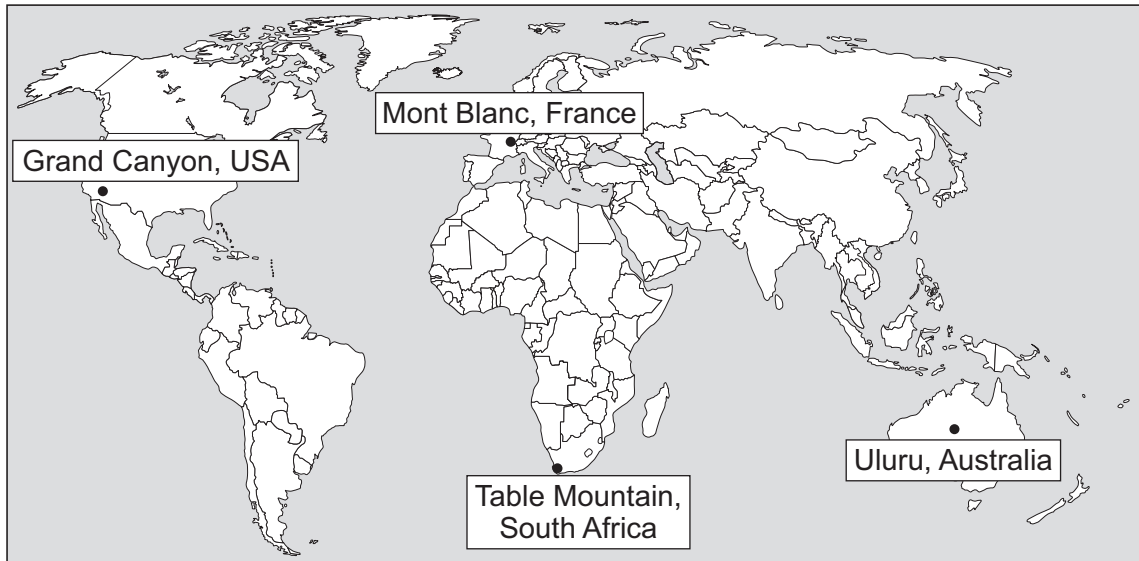 Mont Blanc, France
Grand Canyon, USA
Uluru, Australia
Table Mountain,
South Africa